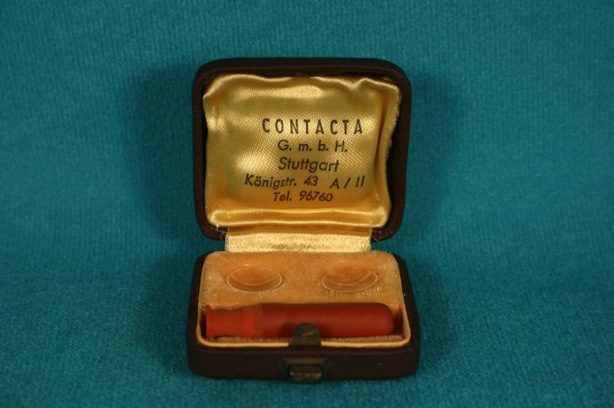 CONTACTA
G. m. b. H.
Stuttgart
Königstr. 43 A/II
Tel. 96760